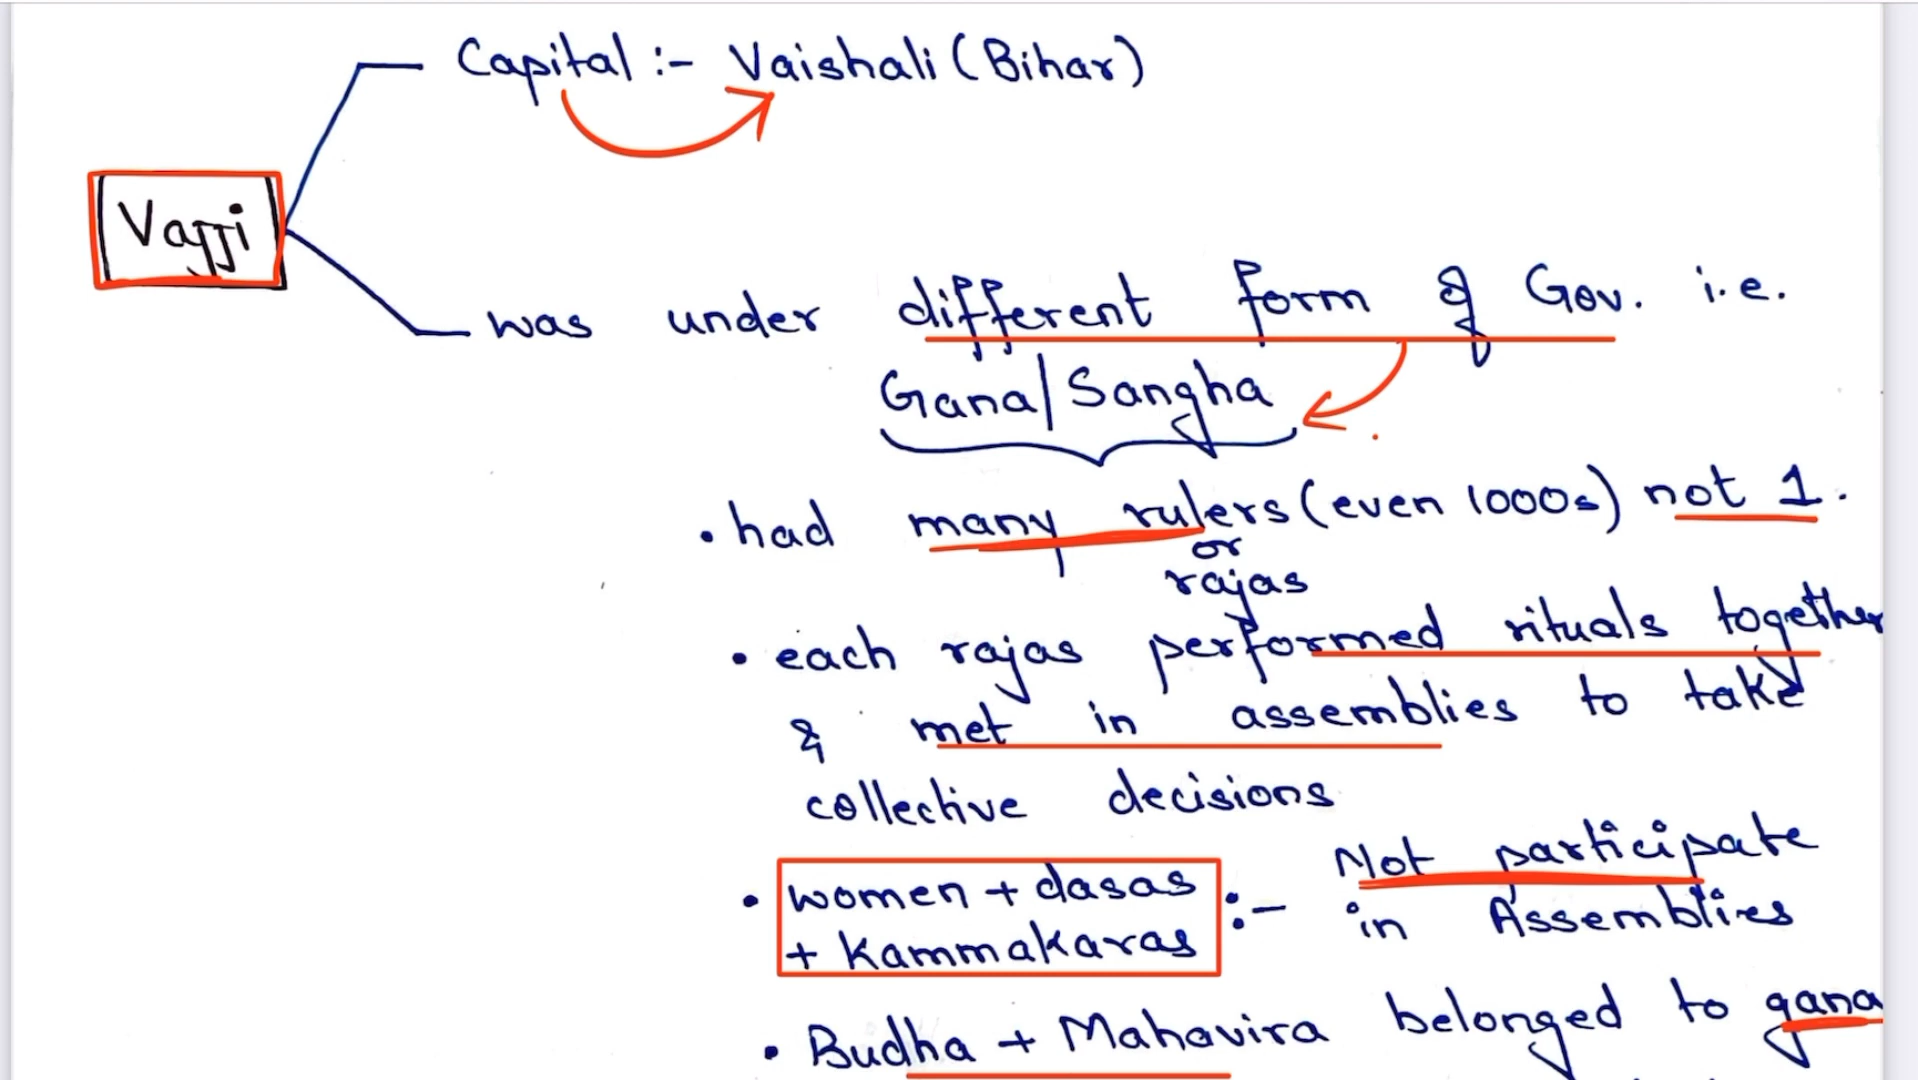 Capital :- Vaishali (Bihar)
Vajji
was under different form of Gov. i.e.
Gana/Sangha
• had many rulers (even 1000s) not 1.
or
rajas
• each rajas performed rituals together
& met in assemblies to take
collective decisions
• women + dasas :- Not participate
+ Kammakaras in Assemblies
• Budha + Mahavira belonged to gana